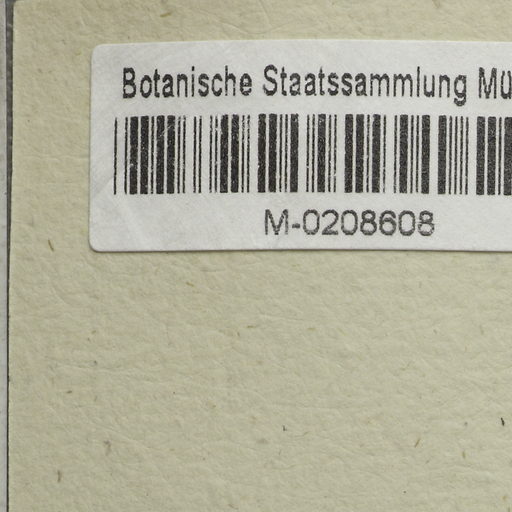 Botanische Staatssammlung Mü
M-0208608